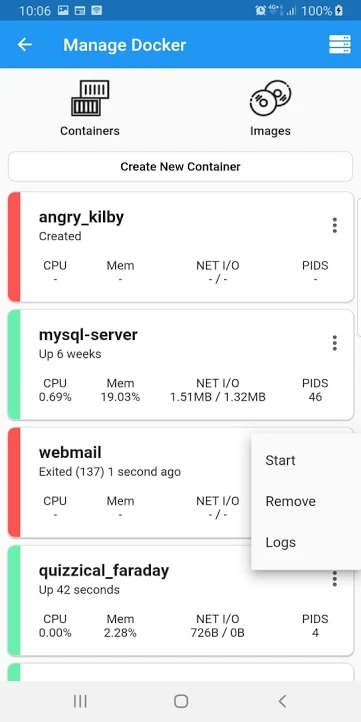 10:06 4G+ 100%
Manage Docker
Containers Images
Create New Container
angry_kilby
Created
CPU Mem NET I/O PIDS
- - - / - -
mysql-server
Up 6 weeks
CPU Mem NET I/O PIDS
0.69% 19.03% 1.51MB / 1.32MB 46
webmail
Exited (137) 1 second ago
CPU Mem NET I/O
- - - / -
Start
Remove
Logs
quizzical_faraday
Up 42 seconds
CPU Mem NET I/O PIDS
0.00% 2.28% 726B / 0B 4